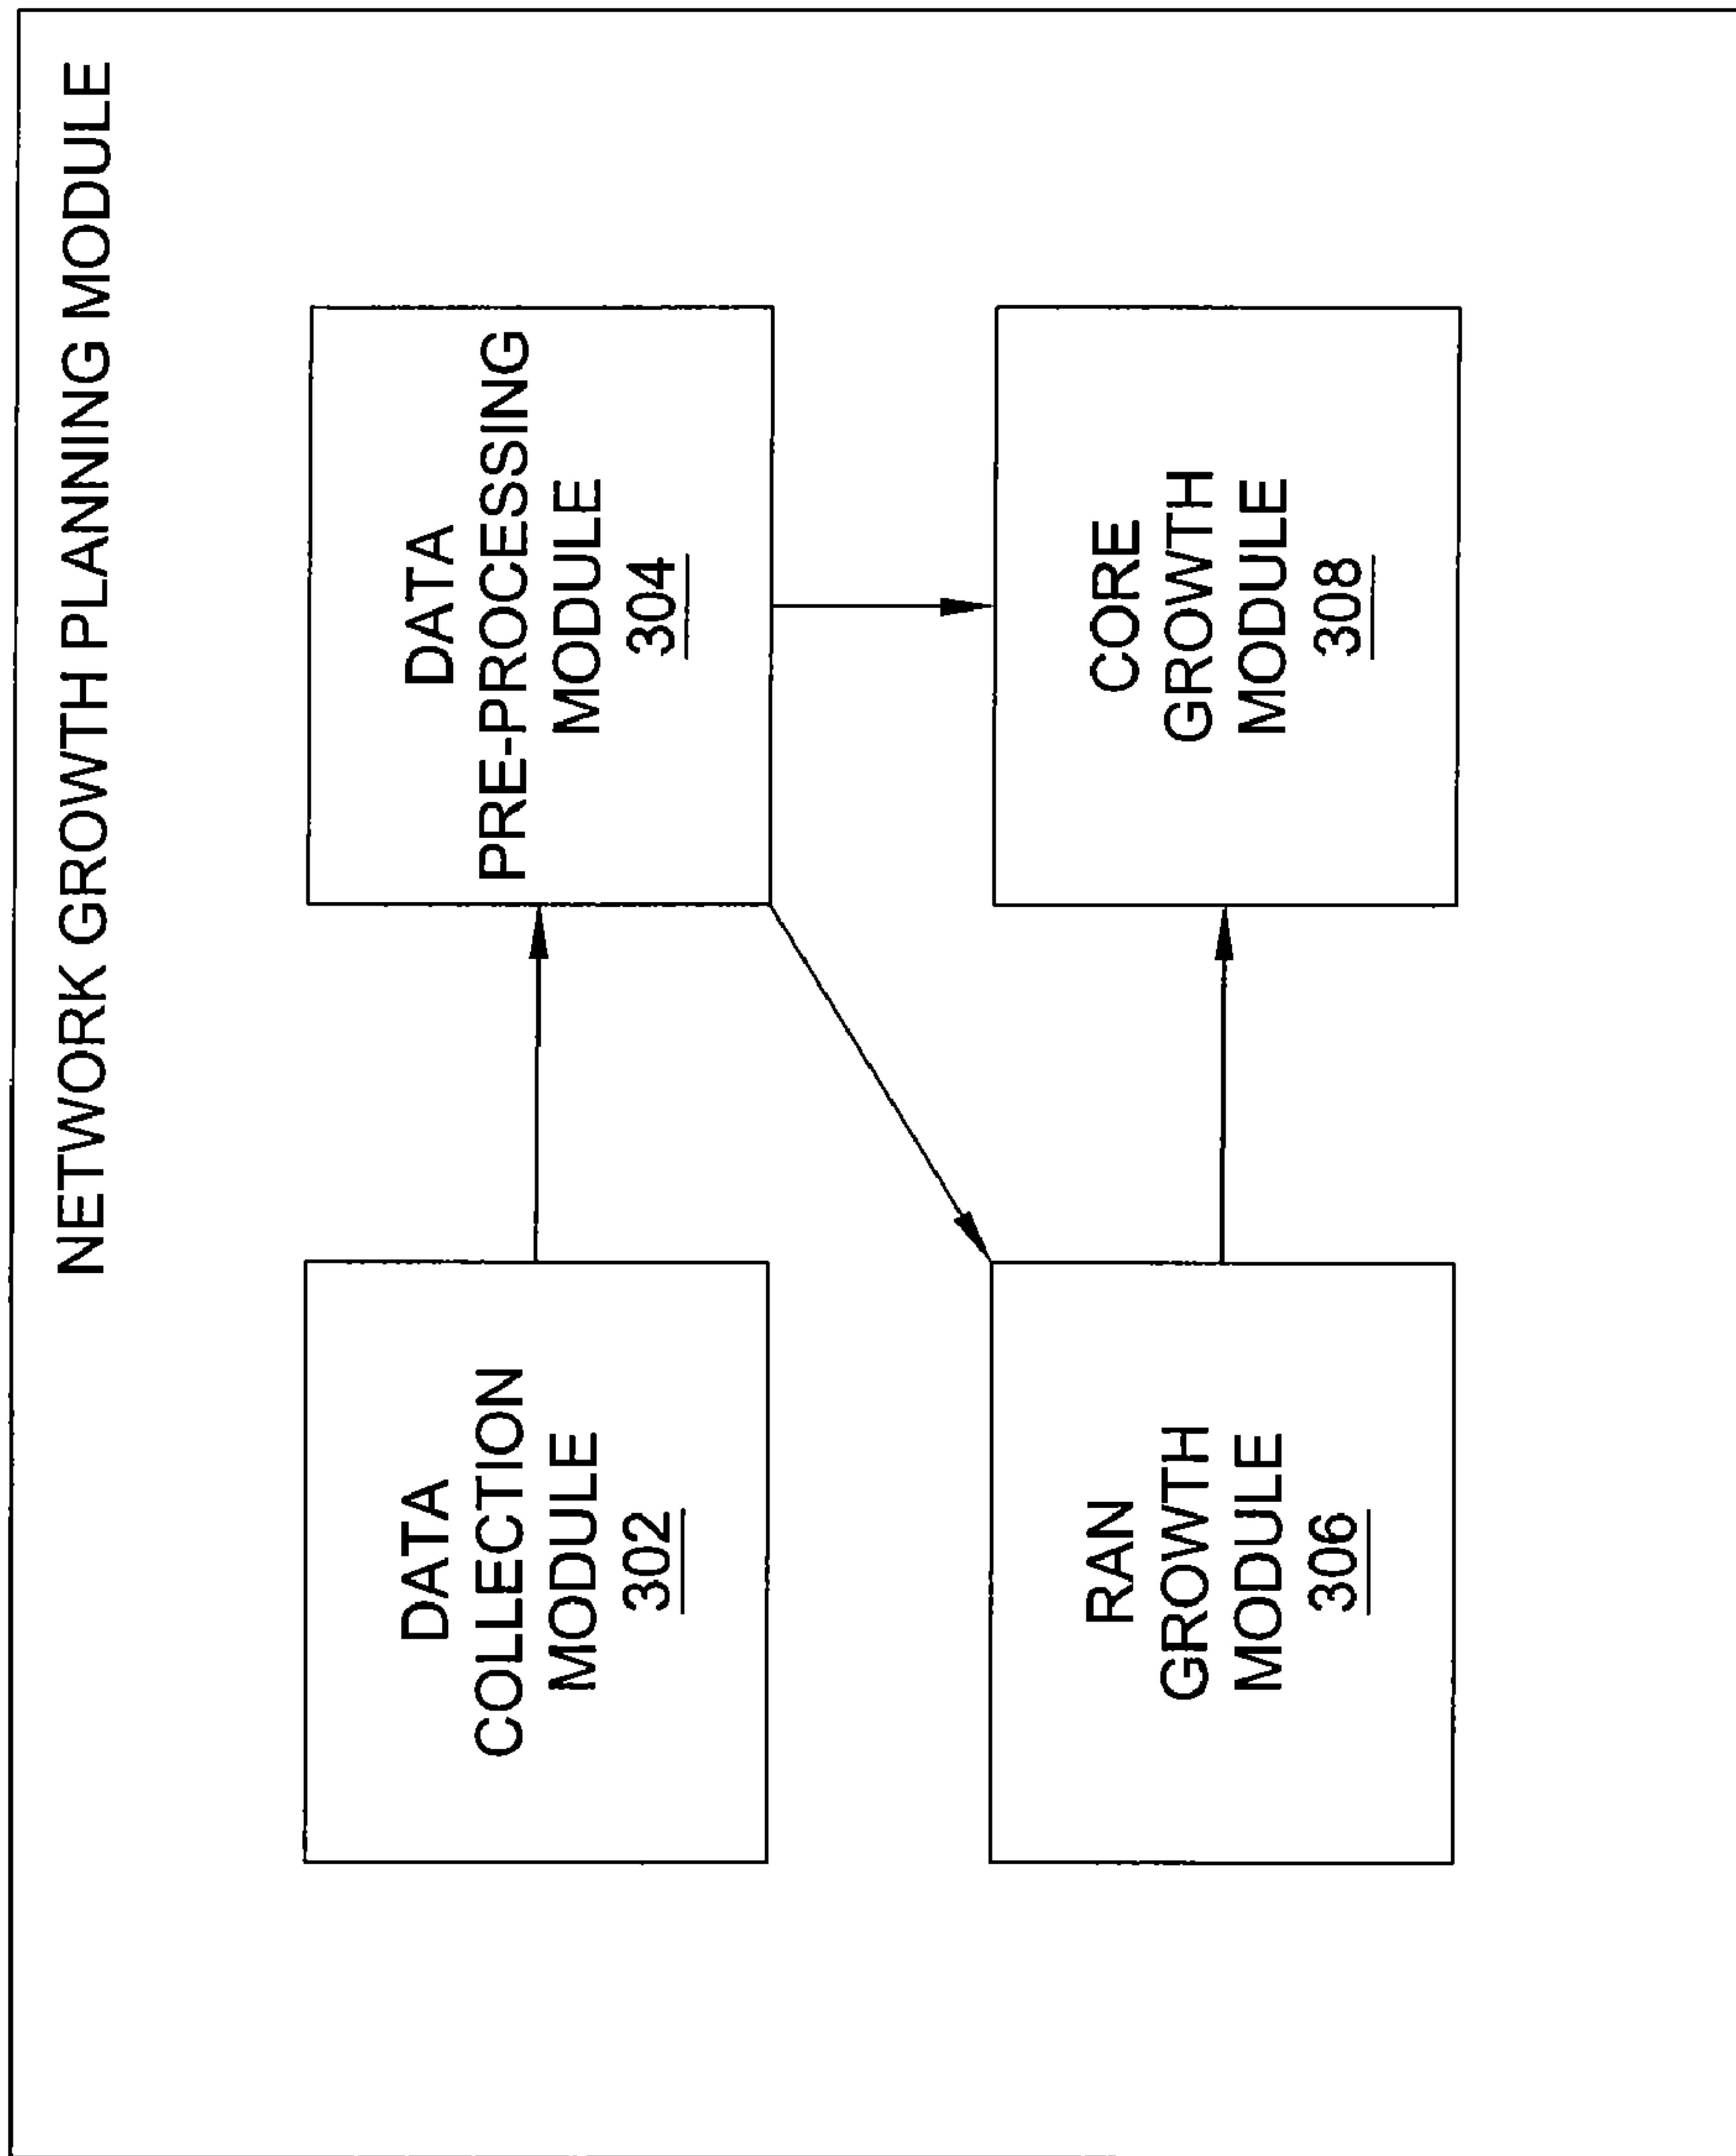 NETWORK GROWTH PLANNING MODULE
DATA
COLLECTION
MODULE
302
DATA
PRE-PROCESSING
MODULE
304
RAN
GROWTH
MODULE
306
CORE
GROWTH
MODULE
308